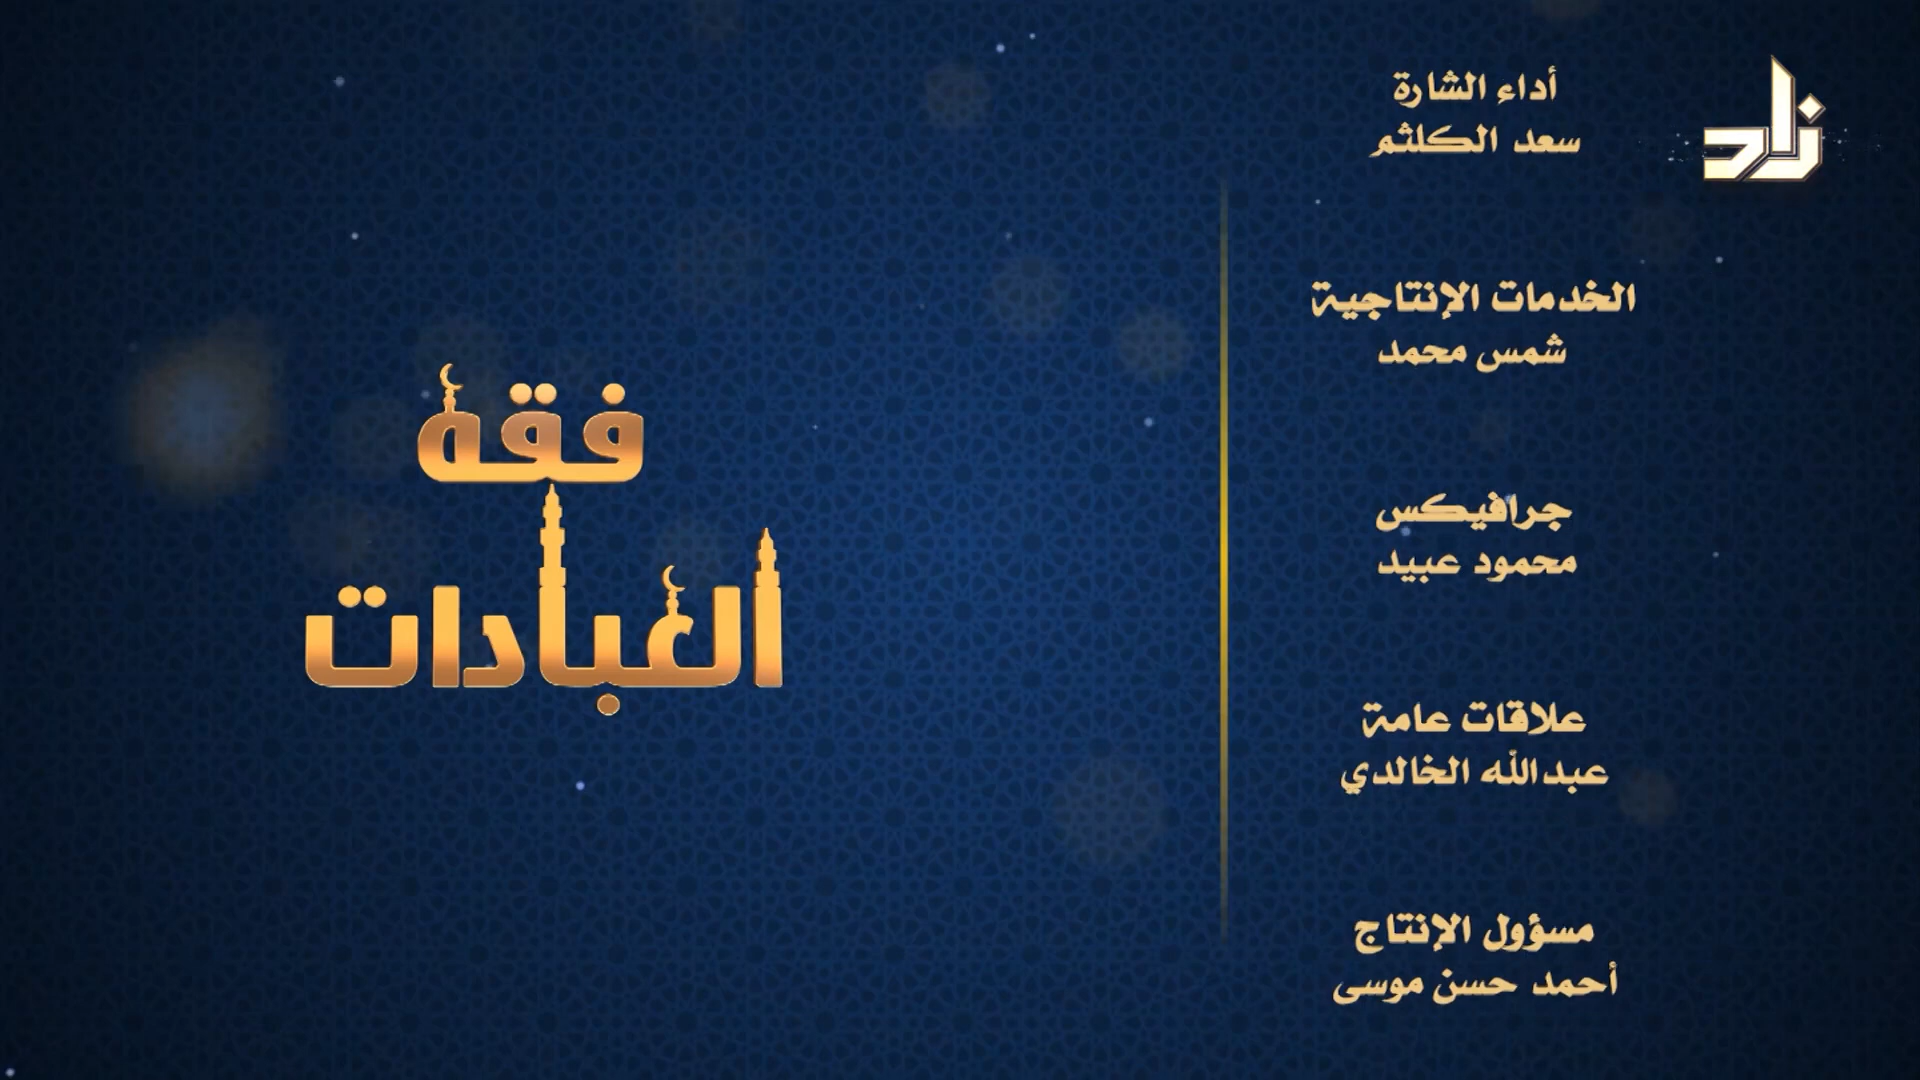 زاد
أداء الشارة
سعد الكلثم
الخدمات الإنتاجية
شمس محمد
جرافيكس
محمود عبيد
علاقات عامة
عبدالله الخالدي
مسؤول الإنتاج
أحمد حسن موسى
فقه
العبادات